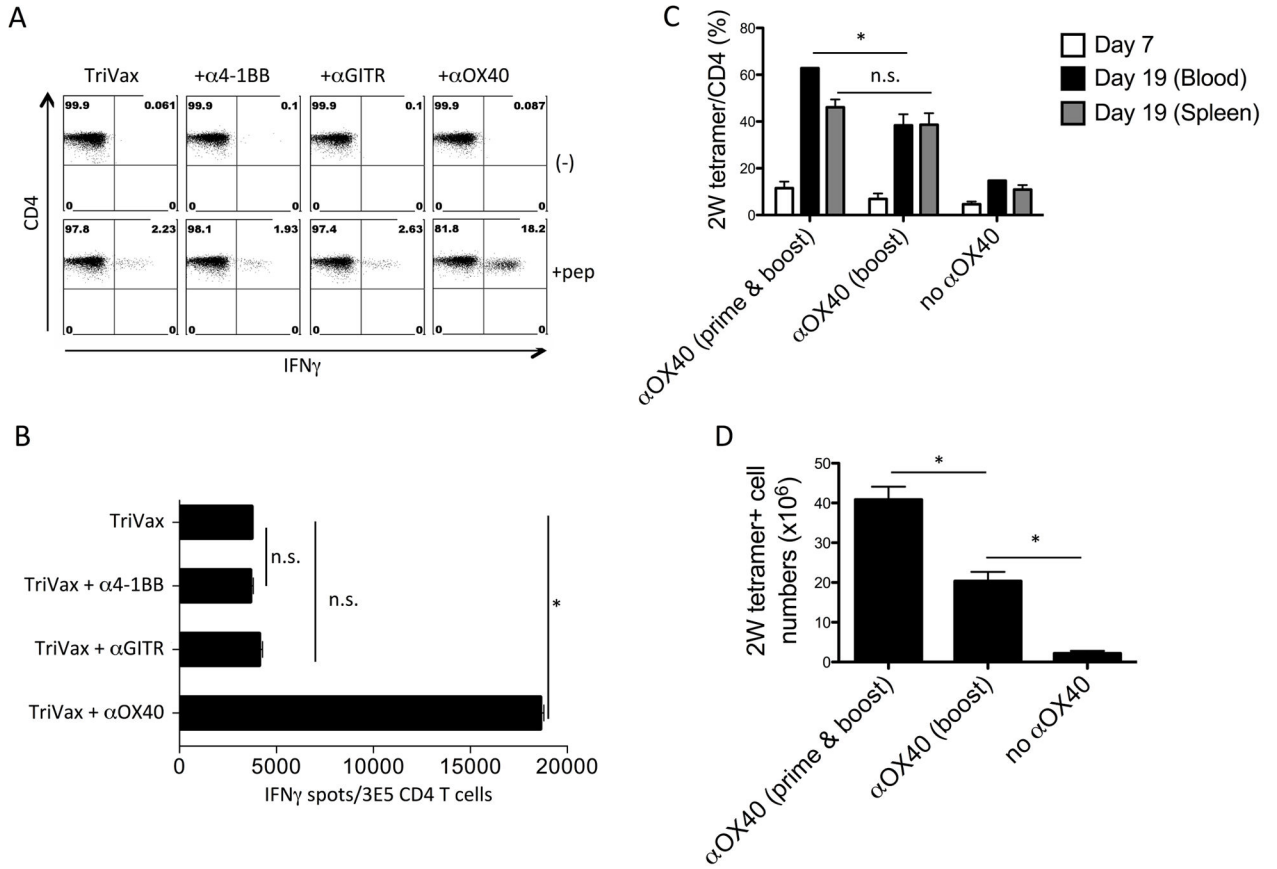 A
TriVax +α4-1BB +αGITR +αOX40
99.9 0.061 99.9 0.1 99.9 0.1 99.9 0.087
(-)
0 0 0 0 0 0 0 0
97.8 2.23 98.1 1.93 97.4 2.63 81.8 18.2
+pep
0 0 0 0 0 0 0 0
CD4
IFNγ
B
TriVax
TriVax + α4-1BB
TriVax + αGITR
TriVax + αOX40
n.s.
n.s.
*
0 5000 10000 15000 20000
IFNγ spots/3E5 CD4 T cells
C
2W tetramer/CD4 (%)
80
60
40
20
0
*
n.s.
Day 7
Day 19 (Blood)
Day 19 (Spleen)
αOX40 (prime & boost)
αOX40 (boost)
no αOX40
D
2W tetramer+ cell
numbers (x10⁶)
50
40
30
20
10
0
*
*
αOX40 (prime & boost)
αOX40 (boost)
no αOX40